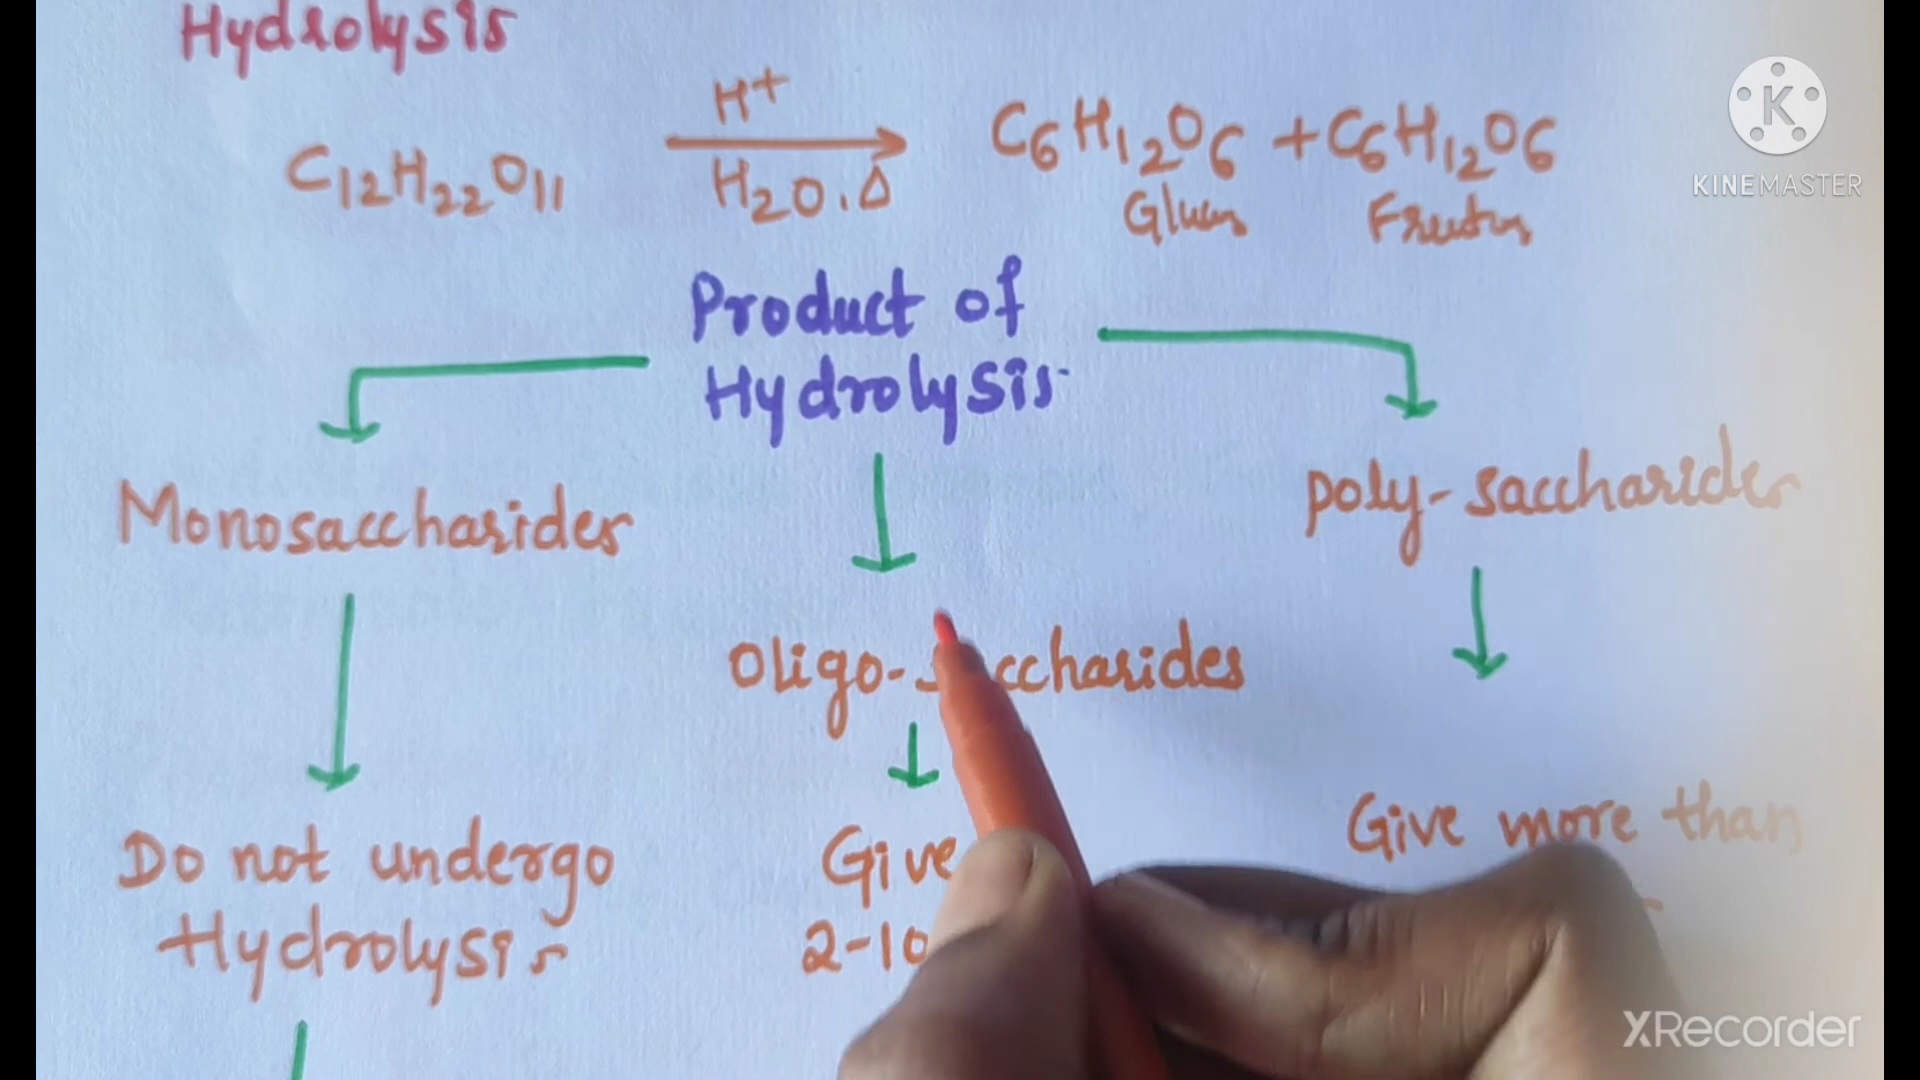 Hydrolysis
H+
C12H22O11
H2O.Δ
C6H12O6 + C6H12O6
KINEMASTER
Product of
Hydrolysis
Monosaccharides
poly-saccharides
Oligo-saccharides
Do not undergo
Hydrolysis
Give
2-10
Give more than
XRecorder